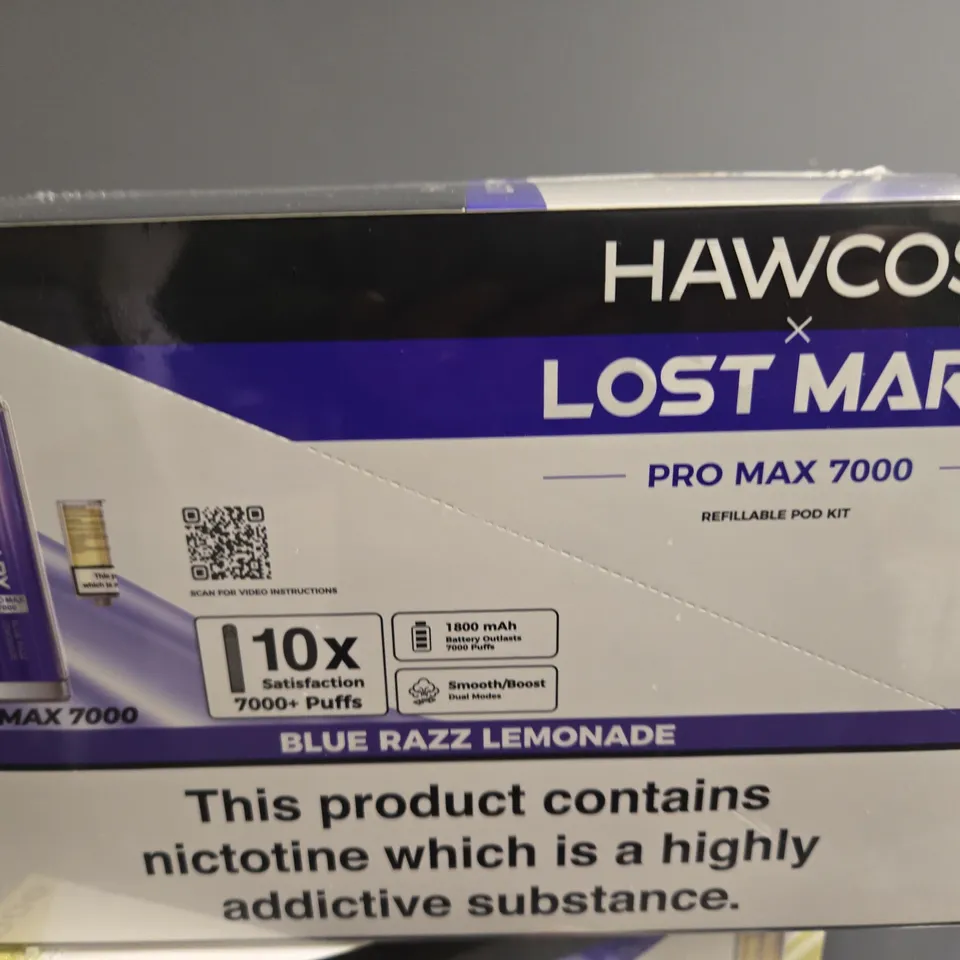 HAWCOS
×
LOST MAR
PRO MAX 7000
REFILLABLE POD KIT
SCAN FOR VIDEO INSTRUCTIONS
10x
Satisfaction
7000+ Puffs
1800 mAh
Battery Outlasts
7000 Puffs
Smooth/Boost
Dual Modes
MAX 7000
BLUE RAZZ LEMONADE
This product contains
nictotine which is a highly
addictive substance.